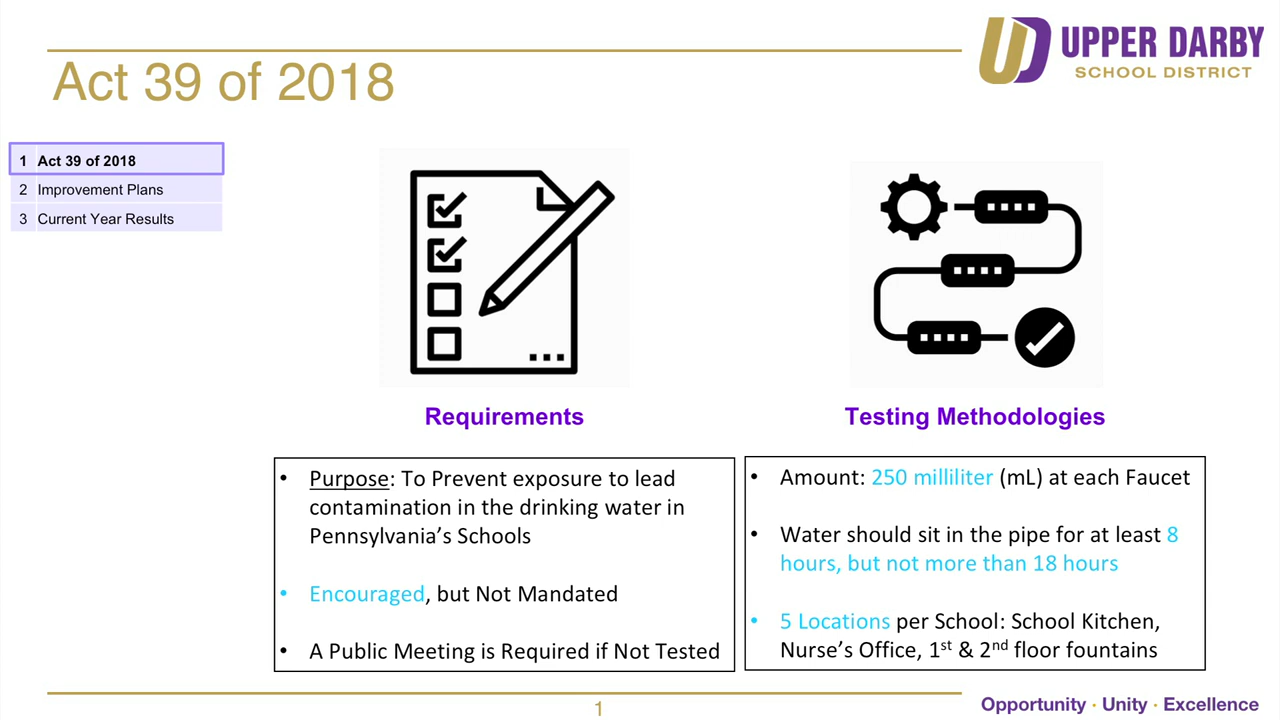 UPPER DARBY
SCHOOL DISTRICT
Act 39 of 2018
1 Act 39 of 2018
2 Improvement Plans
3 Current Year Results
Requirements
• Purpose: To Prevent exposure to lead
contamination in the drinking water in
Pennsylvania’s Schools
• Encouraged, but Not Mandated
• A Public Meeting is Required if Not Tested
Testing Methodologies
• Amount: 250 milliliter (mL) at each Faucet
• Water should sit in the pipe for at least 8
hours, but not more than 18 hours
• 5 Locations per School: School Kitchen,
Nurse’s Office, 1st & 2nd floor fountains
1
Opportunity · Unity · Excellence